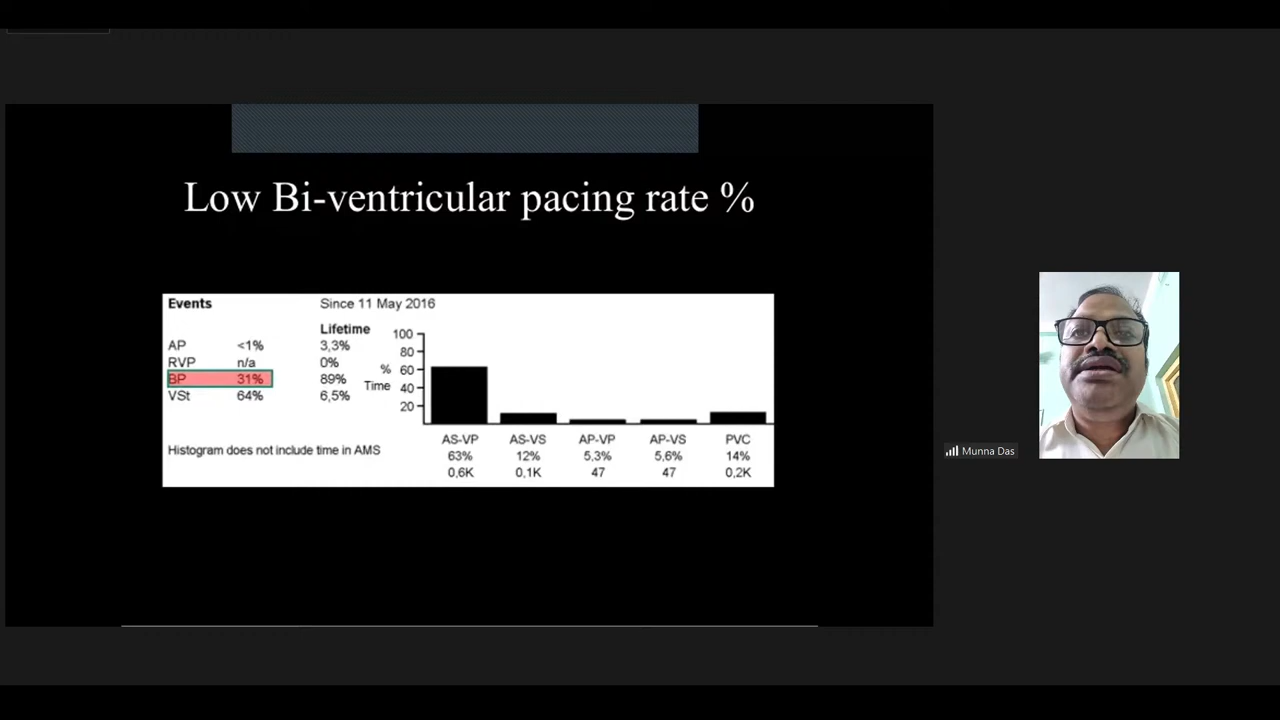 Low Bi-ventricular pacing rate %
Events Since 11 May 2016
Lifetime
AP <1% 3,3%
RVP n/a 0%
BP 31% 89%
VSt 64% 6,5%
Histogram does not include time in AMS
100
80
% 60
Time 40
20
AS-VP AS-VS AP-VP AP-VS PVC
63% 12% 5,3% 5,6% 14%
0,6K 0,1K 47 47 0,2K
Munna Das